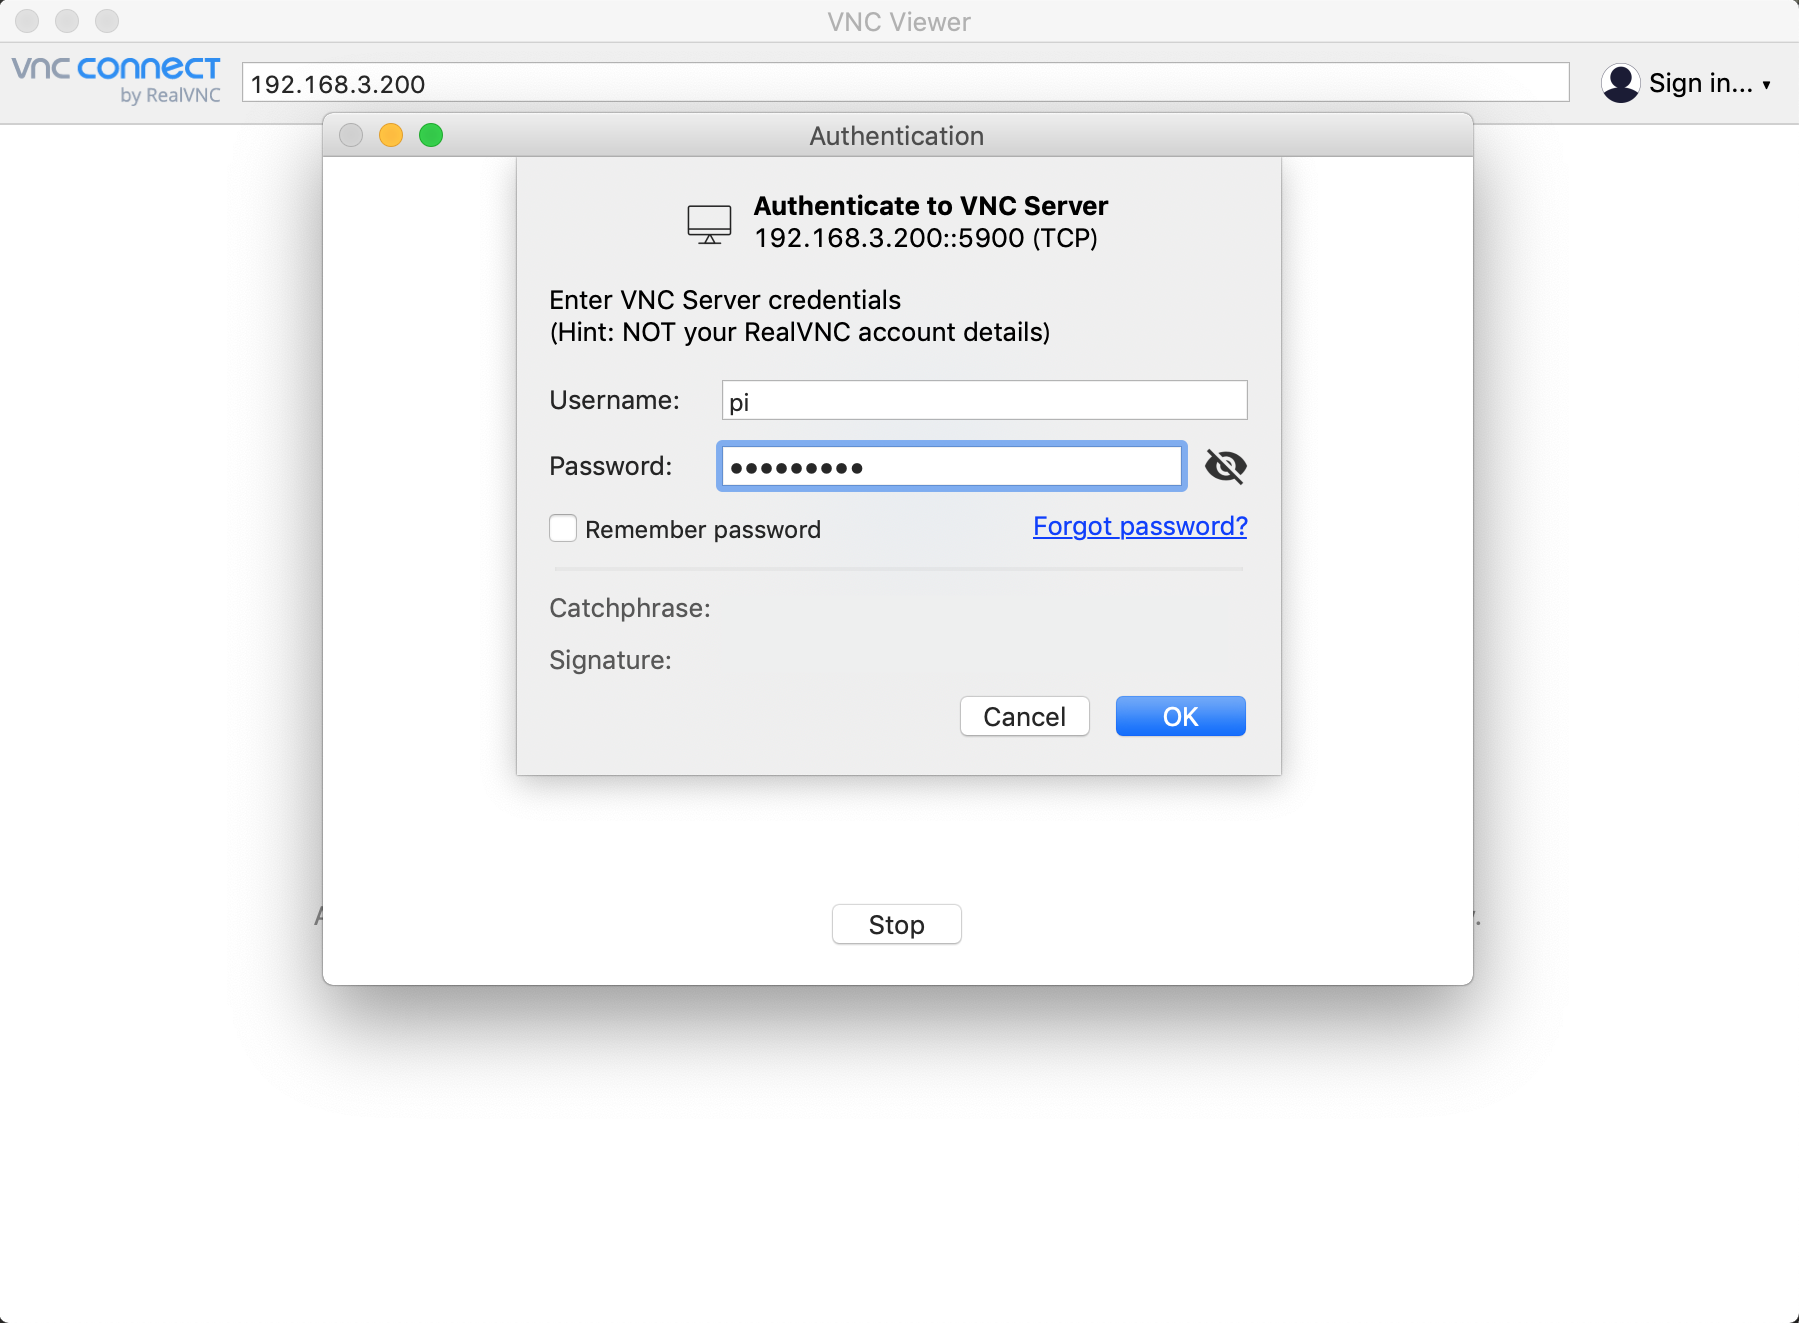 VNC Viewer
vnc connect
by RealVNC
192.168.3.200
Sign in...
Authentication
Authenticate to VNC Server
192.168.3.200::5900 (TCP)
Enter VNC Server credentials
(Hint: NOT your RealVNC account details)
Username: pi
Password: •••••••••
Remember password Forgot password?
Catchphrase:
Signature:
Cancel OK
Stop